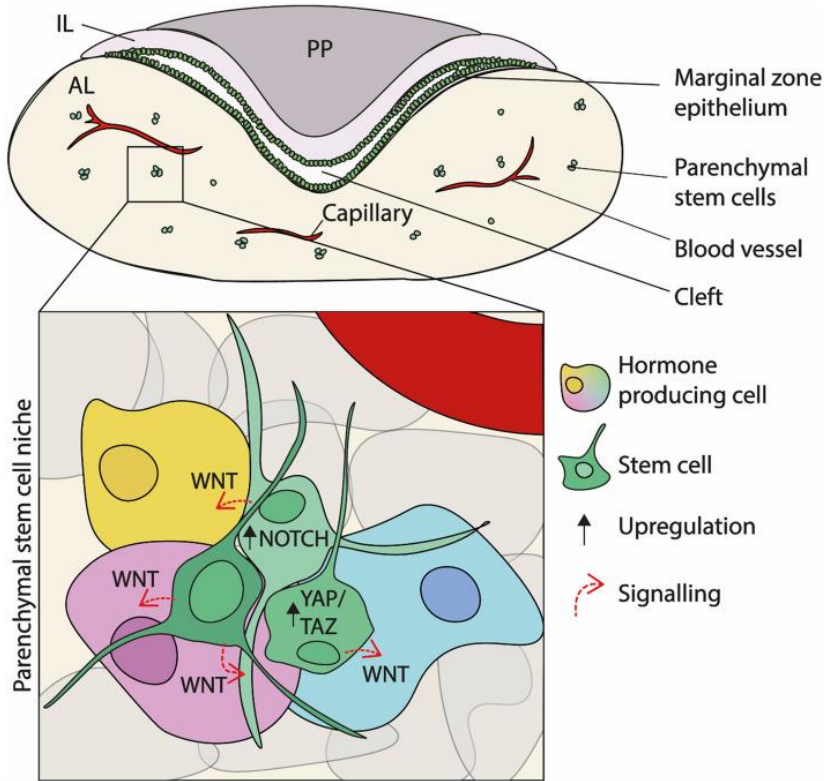 IL
PP
AL
Marginal zone
epithelium
Parenchymal
stem cells
Capillary
Blood vessel
Cleft
Parenchymal stem cell niche
WNT
NOTCH
WNT
YAP/
TAZ
WNT
WNT
Hormone
producing cell
Stem cell
Upregulation
Signalling